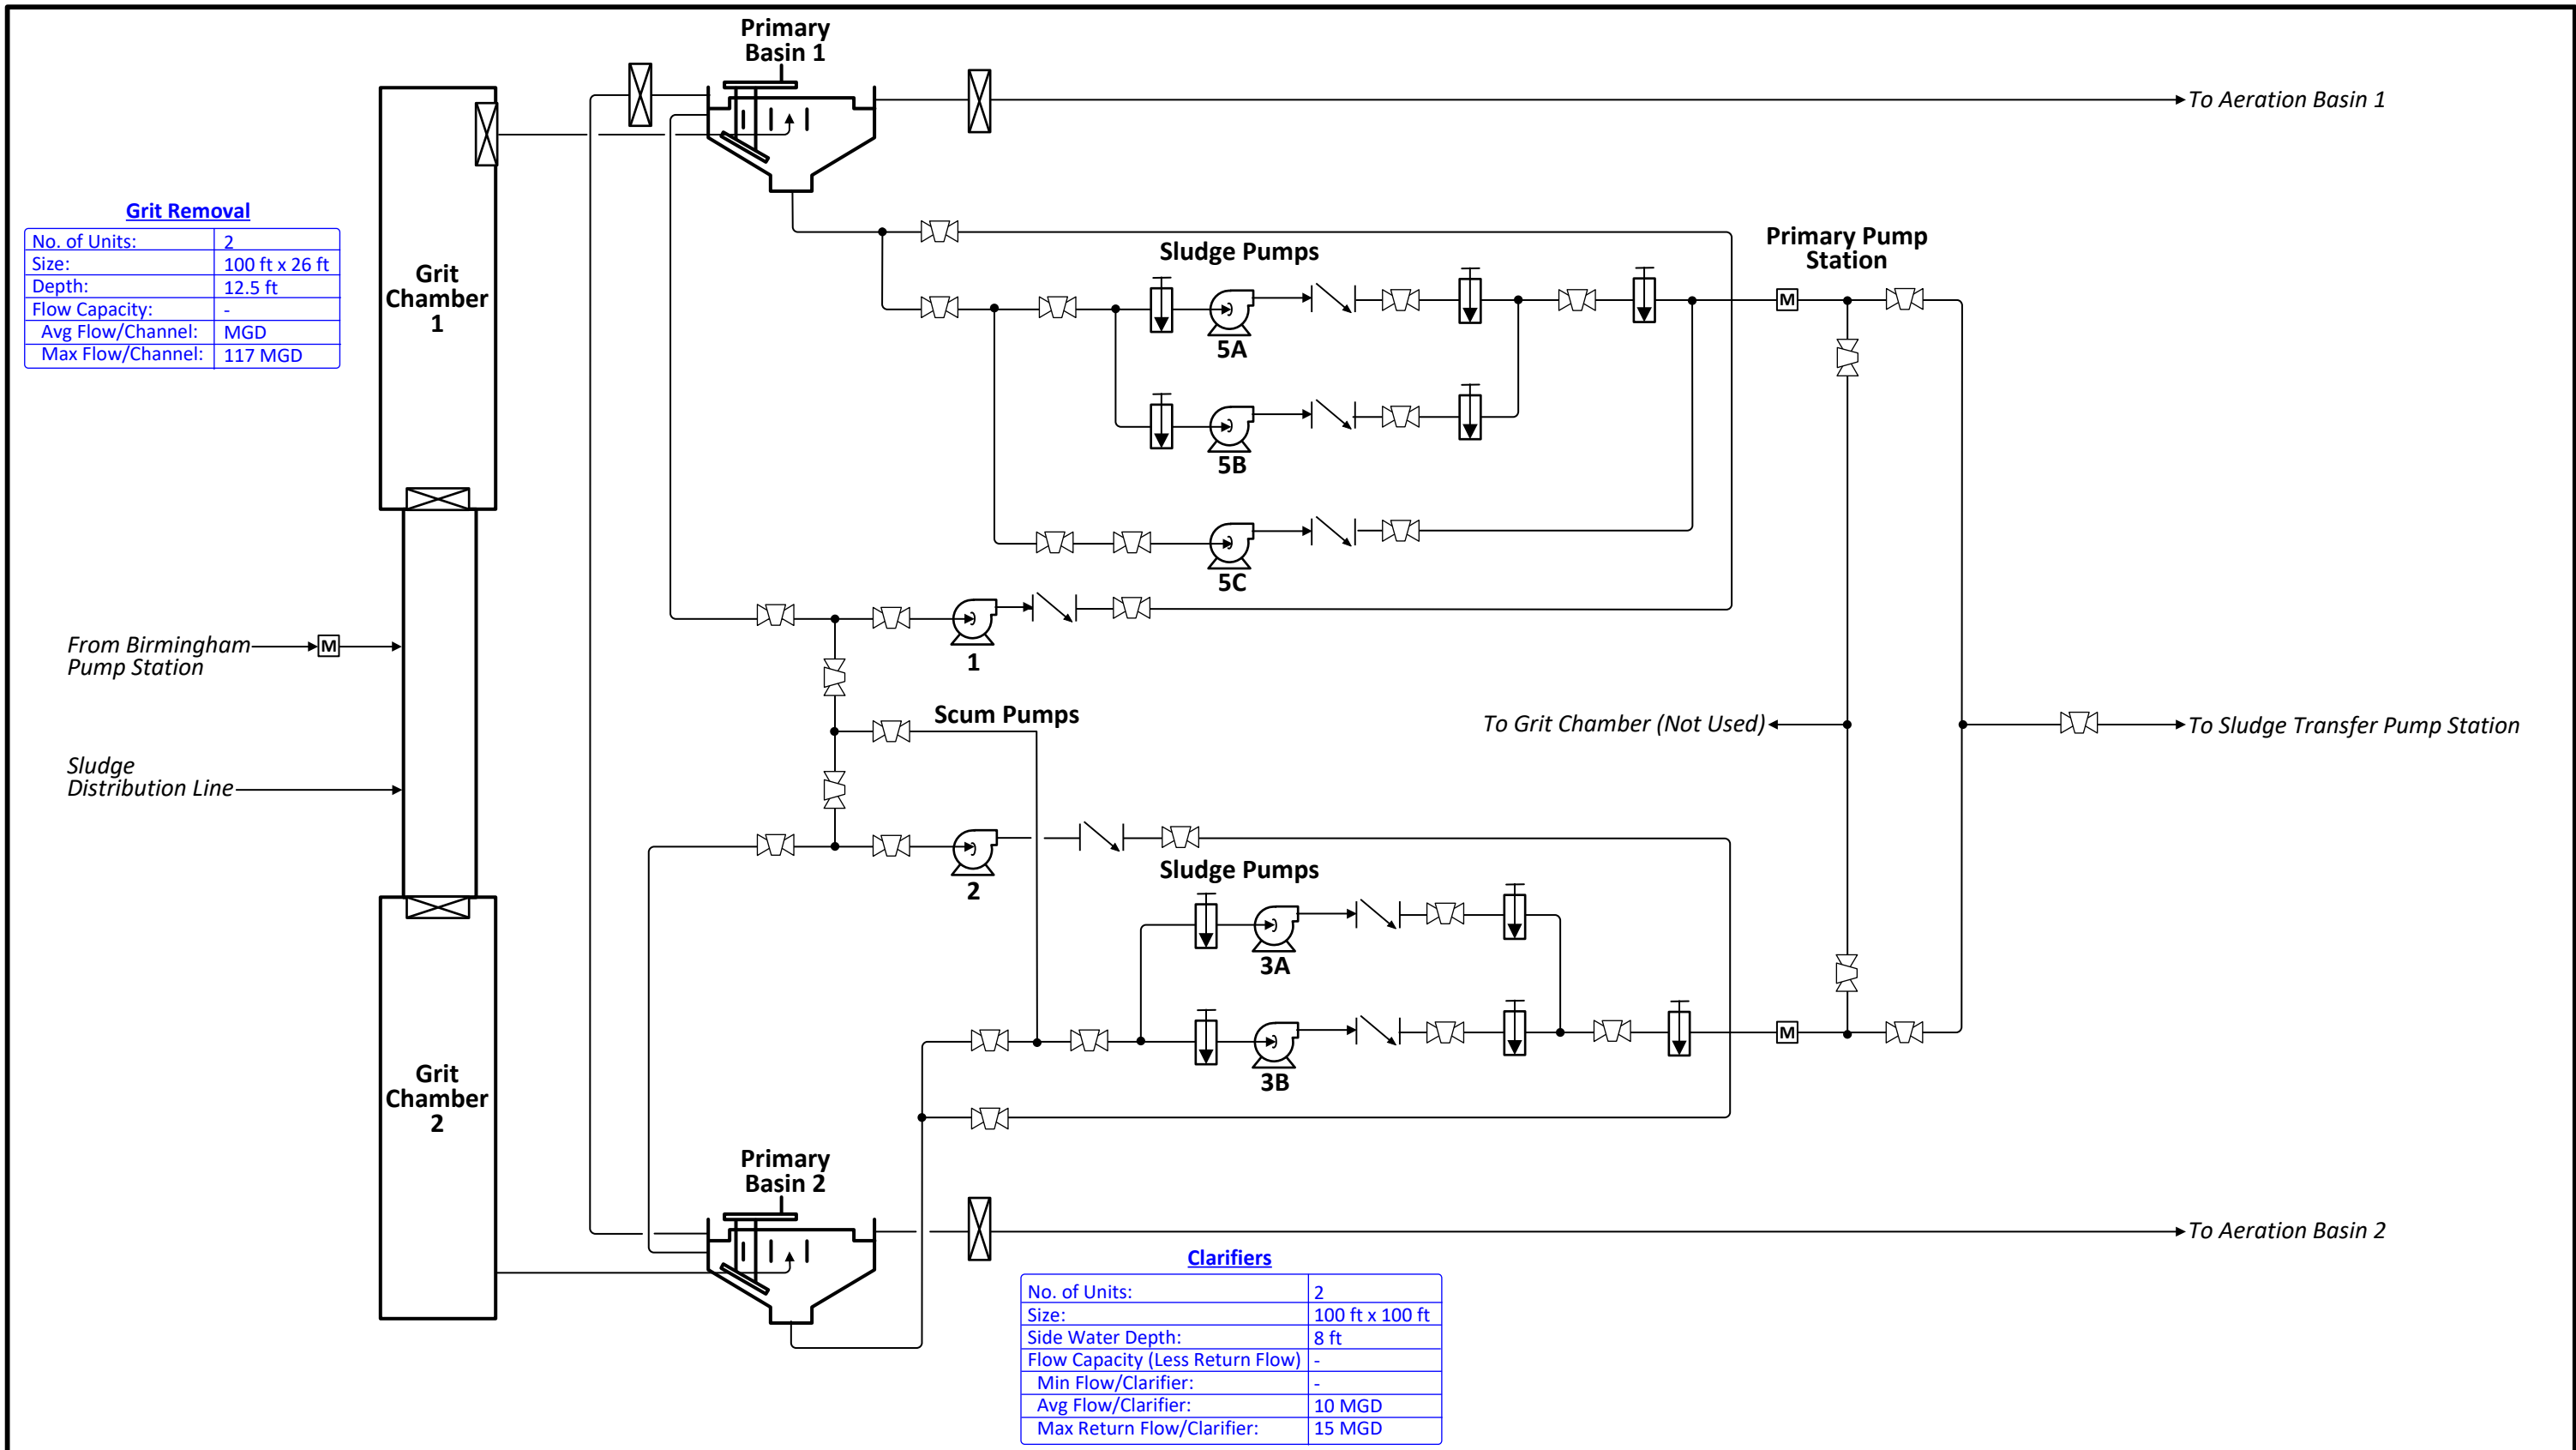 Primary
Basin 1
To Aeration Basin 1
Grit Removal
No. of Units: 2
Size: 100 ft x 26 ft
Depth: 12.5 ft
Flow Capacity: -
Avg Flow/Channel: MGD
Max Flow/Channel: 117 MGD
Grit
Chamber
1
Sludge Pumps
Primary Pump
Station
M
5A
5B
5C
1
From Birmingham
Pump Station
M
Scum Pumps
To Grit Chamber (Not Used)
To Sludge Transfer Pump Station
Sludge
Distribution Line
2
Sludge Pumps
3A
M
3B
Grit
Chamber
2
Primary
Basin 2
To Aeration Basin 2
Clarifiers
No. of Units: 2
Size: 100 ft x 100 ft
Side Water Depth: 8 ft
Flow Capacity (Less Return Flow) -
Min Flow/Clarifier: -
Avg Flow/Clarifier: 10 MGD
Max Return Flow/Clarifier: 15 MGD